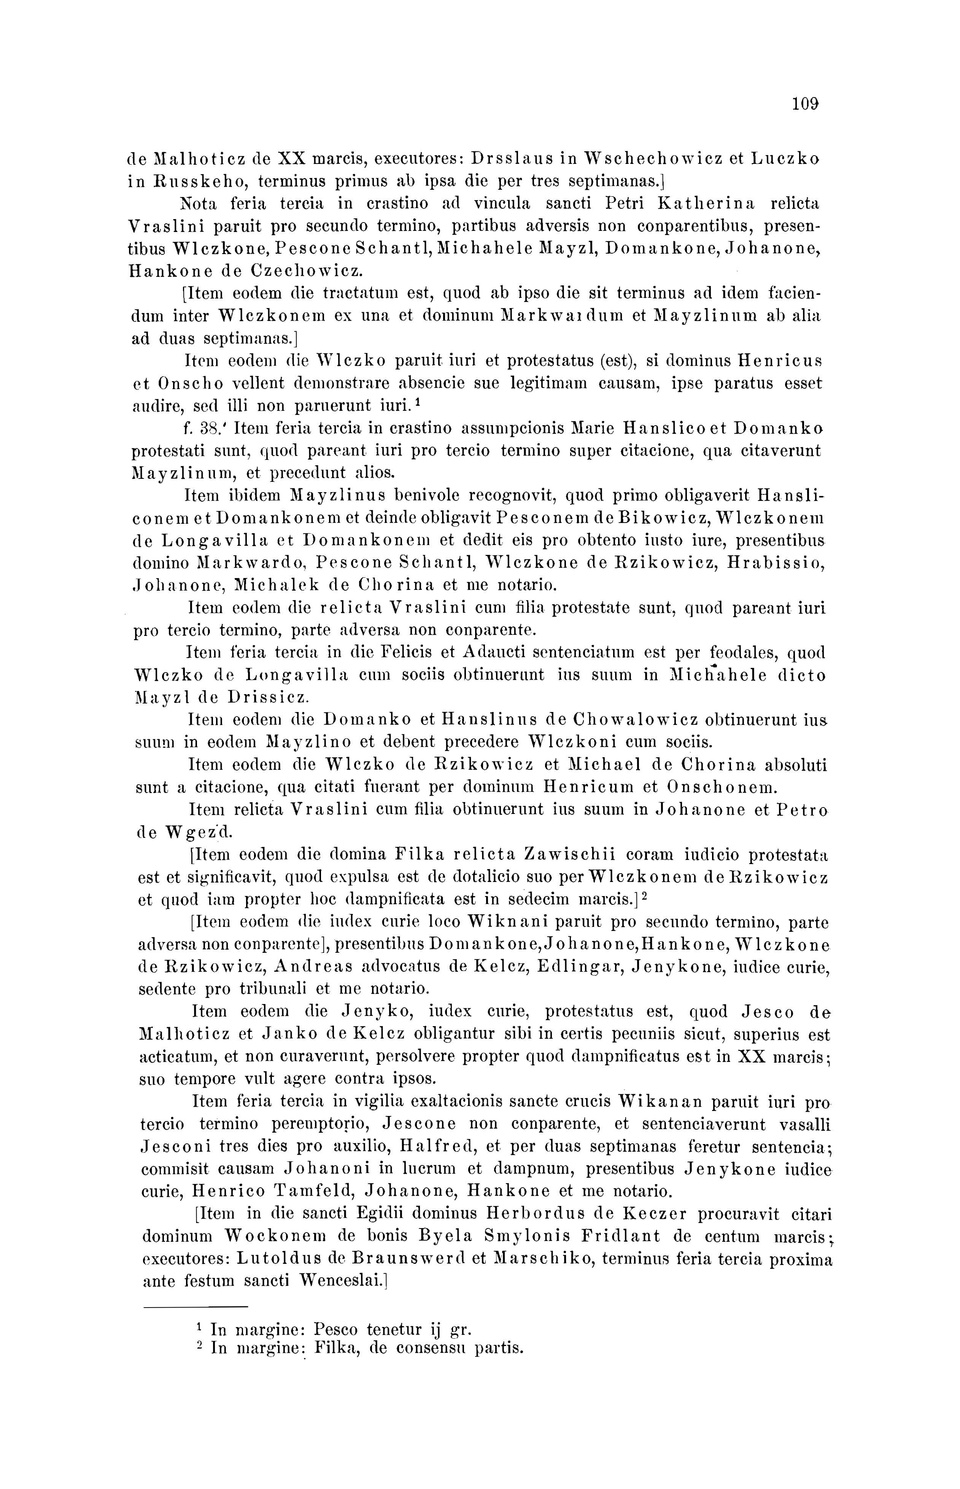 109
de Malhoticz de XX marcis, executores: Drsslaus in Wschechowicz et Luczko
in Russkeho, terminus primus ab ipsa die per tres septimanas.]
Nota feria tercia in crastino ad vincula sancti Petri Katherina relicta
Vraslini paruit pro secundo termino, partibus adversis non conparentibus, presen-
tibus Wlczkone, Pescone Schantl, Michahele Mayzl, Domankone, Johanone,
Hankone de Czechowicz.
[Item eodem die tractatum est, quod ab ipso die sit terminus ad idem facien-
dum inter Wlczkonem ex una et dominum Markwardum et Mayzlinum ab alia
ad duas septimanas.]
Item eodem die Wlczko paruit iuri et protestatus (est), si dominus Henricus
et Onscho vellent demonstrare absencie sue legitimam causam, ipse paratus esset
audire, sed illi non paruerunt iuri.¹
f. 38.' Item feria tercia in crastino assumpcionis Marie Hanslico et Domanko
protestati sunt, quod pareant iuri pro tercio termino super citacione, qua citaverunt
Mayzlinum, et precedunt alios.
Item ibidem Mayzlinus benivole recognovit, quod primo obligaverit Hansli-
conem et Domankonem et deinde obligavit Pesconem de Bikowicz, Wlczkonem
de Longavilla et Domankonem et dedit eis pro obtento iusto iure, presentibus
domino Markwardo, Pescone Schantl, Wlczkone de Rzikowicz, Hrabissio,
Johanone, Michalek de Chorina et me notario.
Item eodem die relicta Vraslini cum filia protestate sunt, quod pareant iuri
pro tercio termino, parte adversa non conparente.
Item feria tercia in die Felicis et Adaucti sentenciatum est per feodales, quod
Wlczko de Longavilla cum sociis obtinuerunt ius suum in Michahele dicto
Mayzl de Drissicz.
Item eodem die Domanko et Hanslinus de Chowalowicz obtinuerunt ius
suum in eodem Mayzlino et debent precedere Wlczkoni cum sociis.
Item eodem die Wlczko de Rzikowicz et Michael de Chorina absoluti
sunt a citacione, qua citati fuerant per dominum Henricum et Onschonem.
Item relicta Vraslini cum filia obtinuerunt ius suum in Johanone et Petro
de Wgezd.
[Item eodem die domina Filka relicta Zawischii coram iudicio protestata
est et significavit, quod expulsa est de dotalicio suo per Wlczkonem de Rzikowicz
et quod iam propter hoc dampnificata est in sedecim marcis.]²
[Item eodem die iudex curie loco Wiknani paruit pro secundo termino, parte
adversa non conparente], presentibus Domankone, Johanone, Hankone, Wlczkone
de Rzikowicz, Andreas advocatus de Kelcz, Edlingar, Jenykone, iudice curie,
sedente pro tribunali et me notario.
Item eodem die Jenyko, iudex curie, protestatus est, quod Jesco de
Malhoticz et Janko de Kelcz obligantur sibi in certis pecuniis sicut, superius est
acticatum, et non curaverunt, persolvere propter quod dampnificatus est in XX marcis;
suo tempore vult agere contra ipsos.
Item feria tercia in vigilia exaltacionis sancte crucis Wikanan paruit iuri pro
tercio termino peremptorio, Jescone non conparente, et sentenciaverunt vasalli
Jesconi tres dies pro auxilio, Halfred, et per duas septimanas feretur sentencia;
commisit causam Johanoni in lucrum et dampnum, presentibus Jenykone iudice
curie, Henrico Tamfeld, Johanone, Hankone et me notario.
[Item in die sancti Egidii dominus Herbordus de Keczer procuravit citari
dominum Wockonem de bonis Byela Smylonis Fridlant de centum marcis;
executores: Lutoldus de Braunswerd et Marschiko, terminus feria tercia proxima
ante festum sancti Wenceslai.]
¹ In margine: Pesco tenetur ij gr.
² In margine: Filka, de consensu partis.